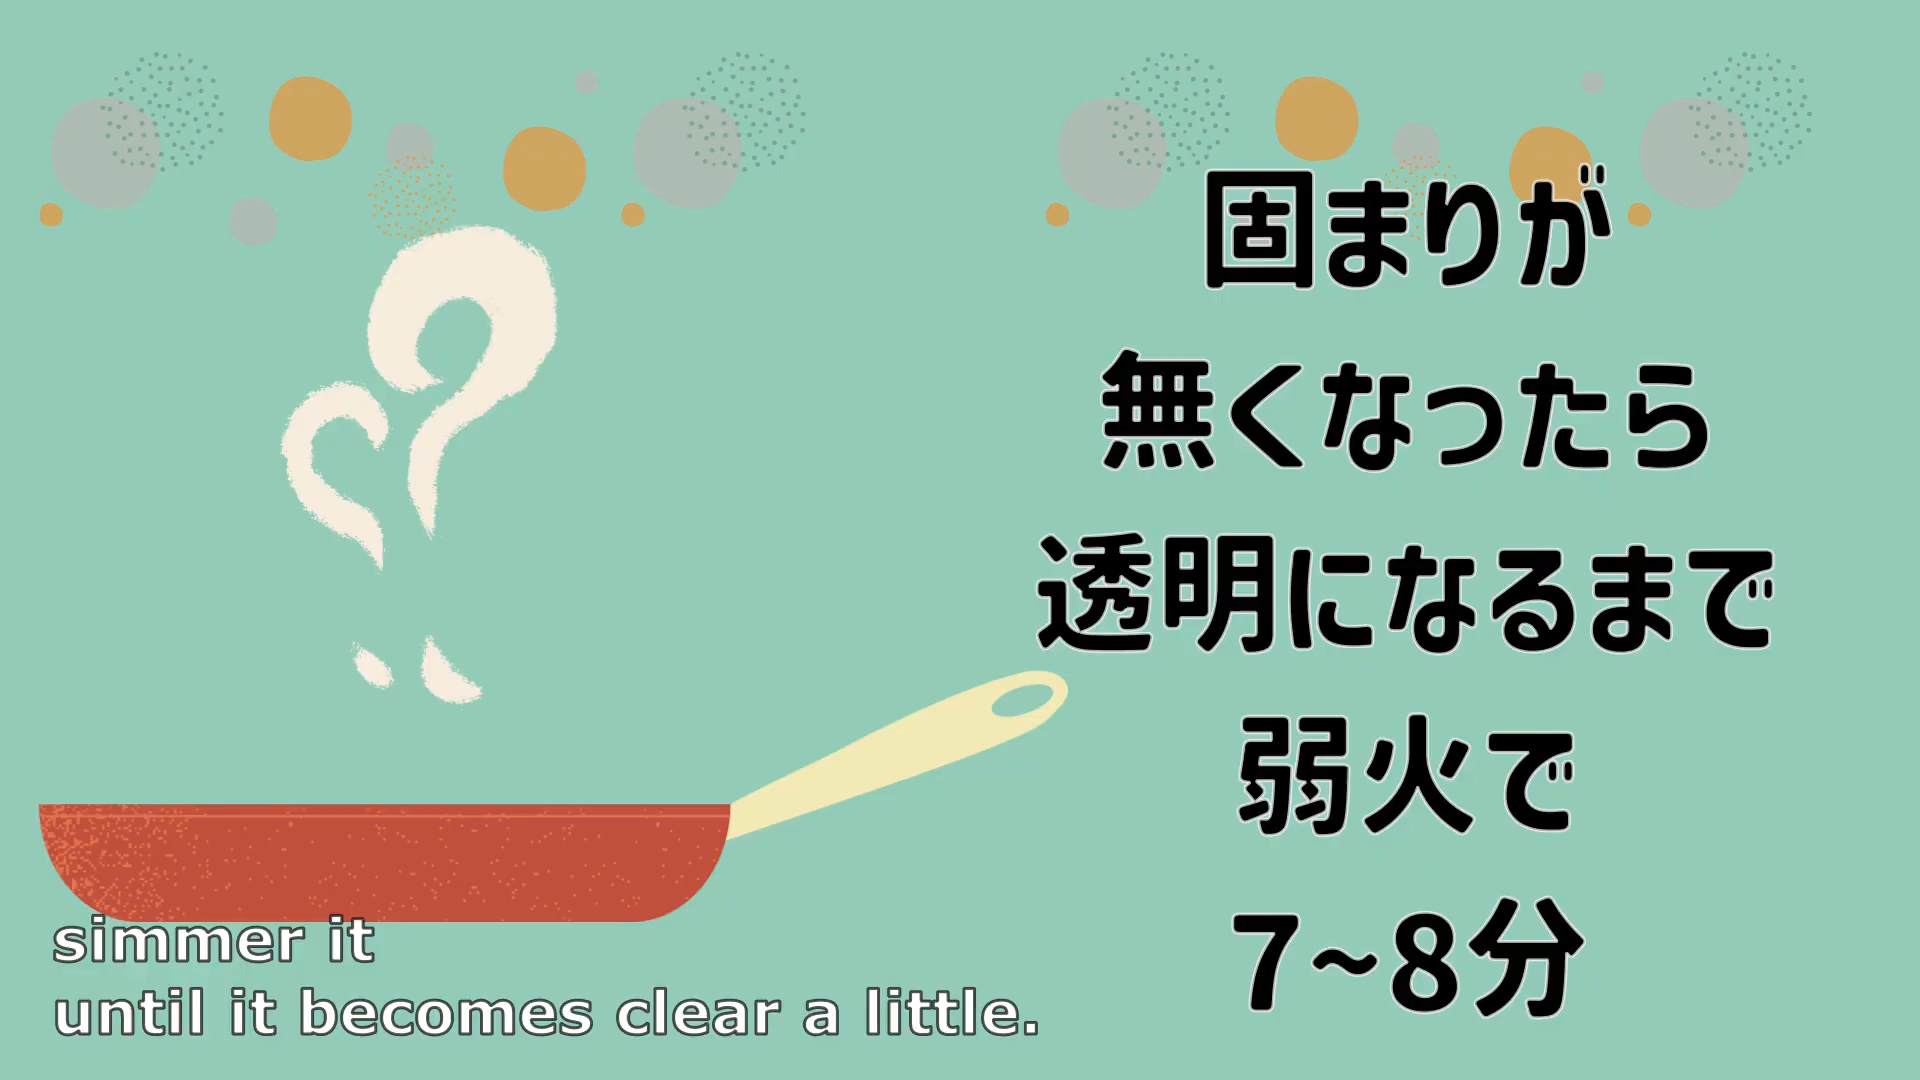 固まりが
無くなったら
透明になるまで
弱火で
7~8分
simmer it
until it becomes clear a little.